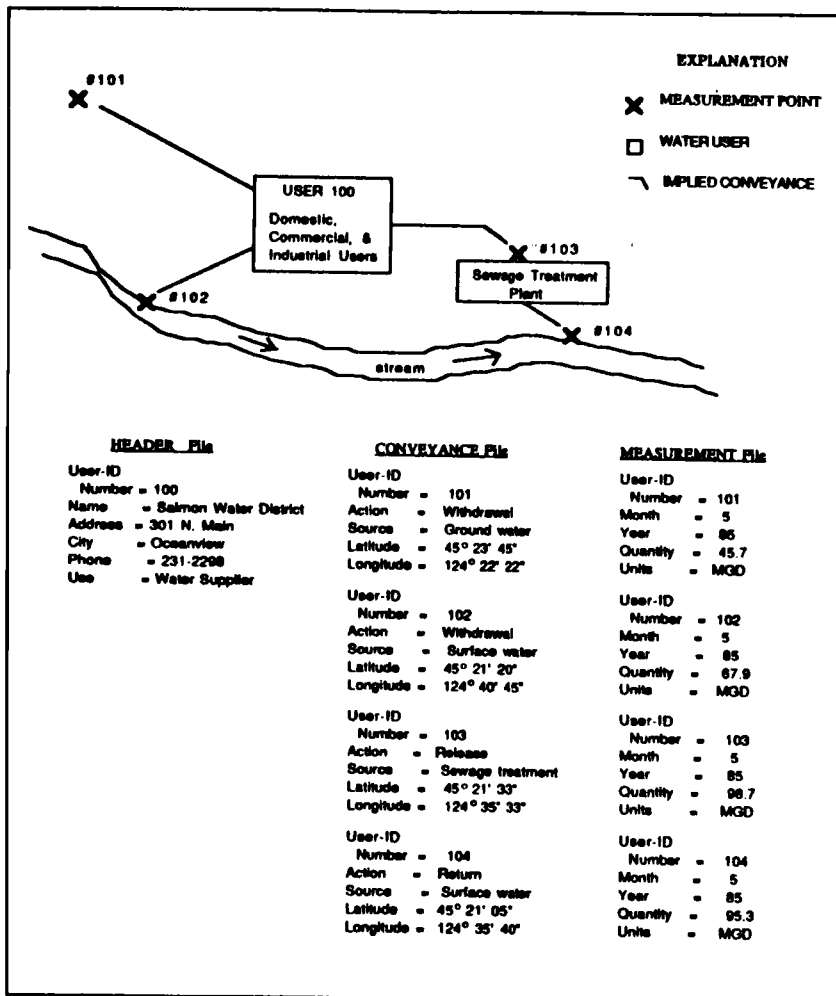 #101
EXPLANATION
MEASUREMENT POINT
WATER USER
IMPLIED CONVEYANCE
USER 100
Domestic,
Commercial, &
Industrial Users
#103
Sewage Treatment
Plant
#102
#104
stream
HEADER File
User-ID
Number = 100
Name = Salmon Water District
Address = 301 N. Main
City = Oceanview
Phone = 231-2298
Use = Water Supplier
CONVEYANCE File
User-ID
Number = 101
Action = Withdrawal
Source = Ground water
Latitude = 45° 23' 45"
Longitude = 124° 22' 22"
User-ID
Number = 102
Action = Withdrawal
Source = Surface water
Latitude = 45° 21' 20"
Longitude = 124° 40' 45"
User-ID
Number = 103
Action = Release
Source = Sewage treatment
Latitude = 45° 21' 33"
Longitude = 124° 35' 33"
User-ID
Number = 104
Action = Return
Source = Surface water
Latitude = 45° 21' 05"
Longitude = 124° 35' 40"
MEASUREMENT File
User-ID
Number = 101
Month = 5
Year = 85
Quantity = 45.7
Units = MGD
User-ID
Number = 102
Month = 5
Year = 85
Quantity = 67.9
Units = MGD
User-ID
Number = 103
Month = 5
Year = 85
Quantity = 98.7
Units = MGD
User-ID
Number = 104
Month = 5
Year = 85
Quantity = 95.3
Units = MGD